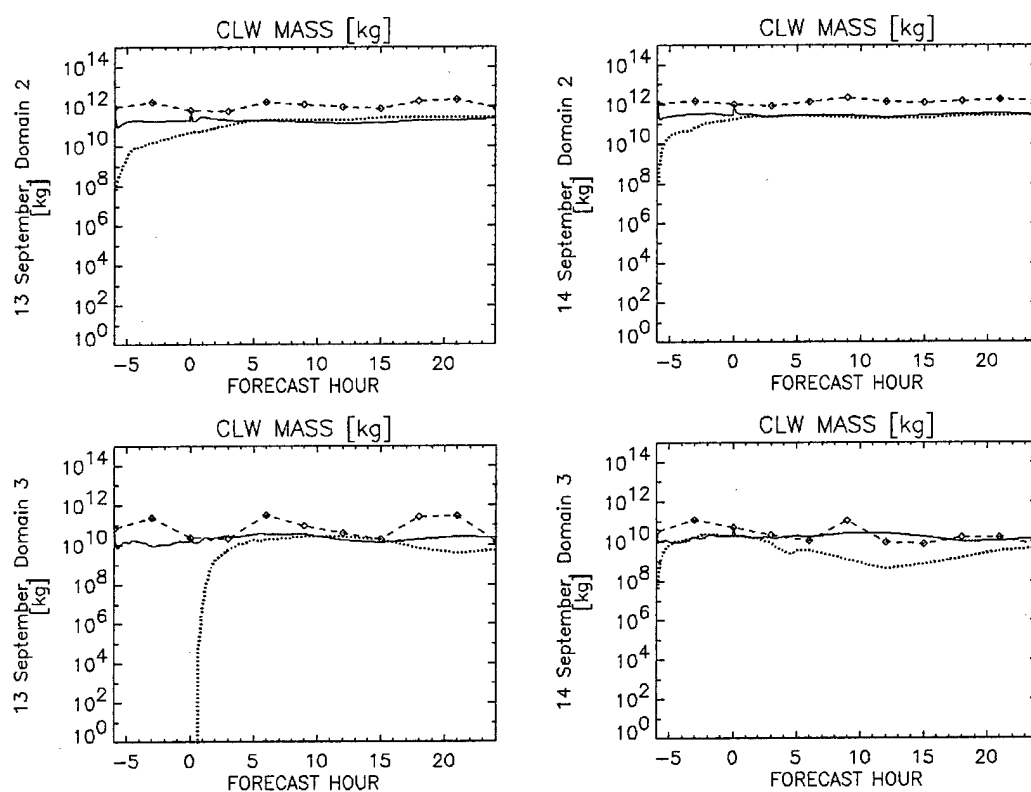 CLW MASS [kg]
13 September, Domain 2
[kg]
10^14
10^12
10^10
10^8
10^6
10^4
10^2
10^0
-5 0 5 10 15 20
FORECAST HOUR
CLW MASS [kg]
14 September, Domain 2
[kg]
10^14
10^12
10^10
10^8
10^6
10^4
10^2
10^0
-5 0 5 10 15 20
FORECAST HOUR
CLW MASS [kg]
13 September, Domain 3
[kg]
10^14
10^12
10^10
10^8
10^6
10^4
10^2
10^0
-5 0 5 10 15 20
FORECAST HOUR
CLW MASS [kg]
14 September, Domain 3
[kg]
10^14
10^12
10^10
10^8
10^6
10^4
10^2
10^0
-5 0 5 10 15 20
FORECAST HOUR